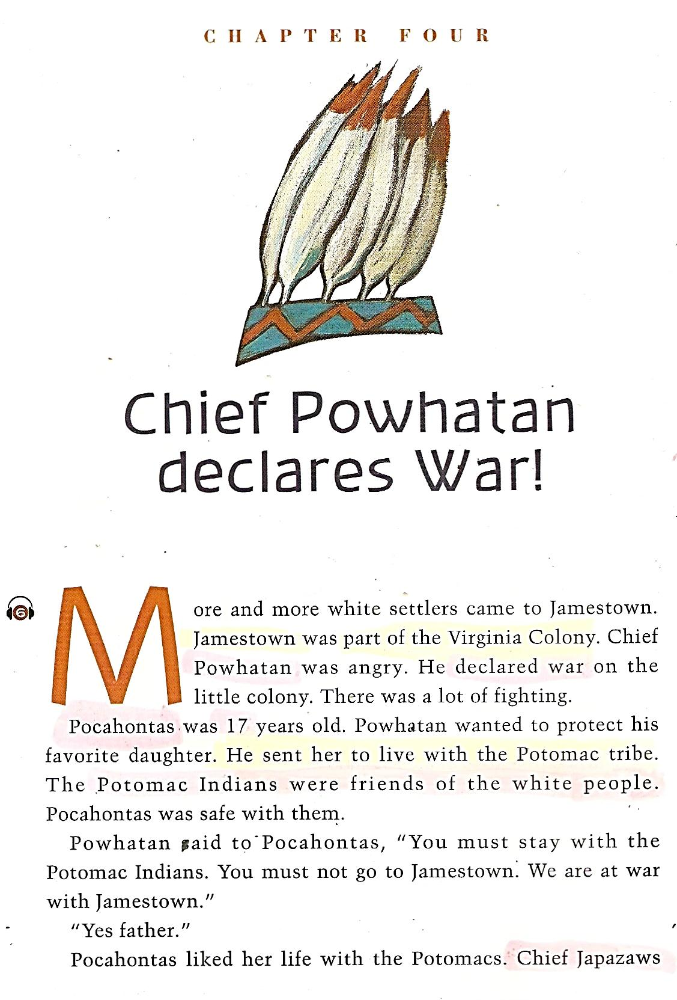 CHAPTER FOUR
Chief Powhatan
declares War!
6
More and more white settlers came to Jamestown.
Jamestown was part of the Virginia Colony. Chief
Powhatan was angry. He declared war on the
little colony. There was a lot of fighting.
Pocahontas was 17 years old. Powhatan wanted to protect his
favorite daughter. He sent her to live with the Potomac tribe.
The Potomac Indians were friends of the white people.
Pocahontas was safe with them.
Powhatan said to Pocahontas, “You must stay with the
Potomac Indians. You must not go to Jamestown. We are at war
with Jamestown.”
“Yes father.”
Pocahontas liked her life with the Potomacs. Chief Japazaws